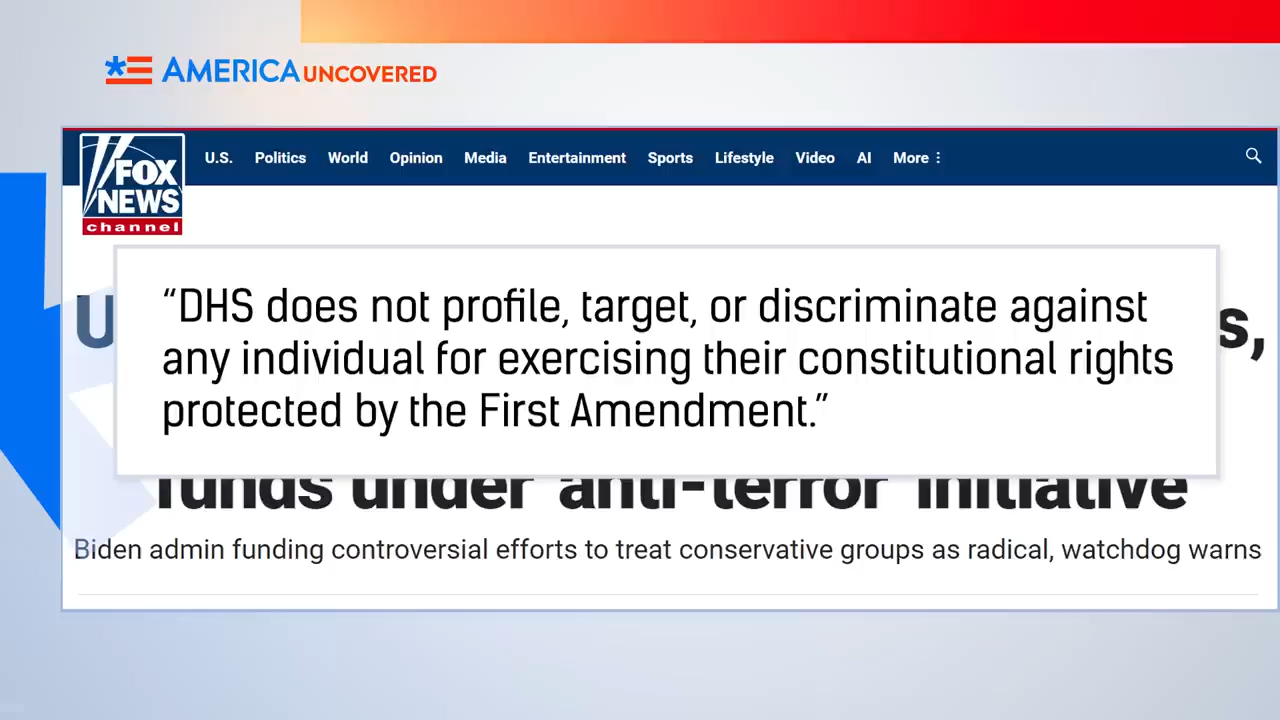 AMERICA UNCOVERED
FOX NEWS channel
U.S. Politics World Opinion Media Entertainment Sports Lifestyle Video AI More
“DHS does not profile, target, or discriminate against
any individual for exercising their constitutional rights
protected by the First Amendment.”
funds under 'anti-terror' initiative
Biden admin funding controversial efforts to treat conservative groups as radical, watchdog warns